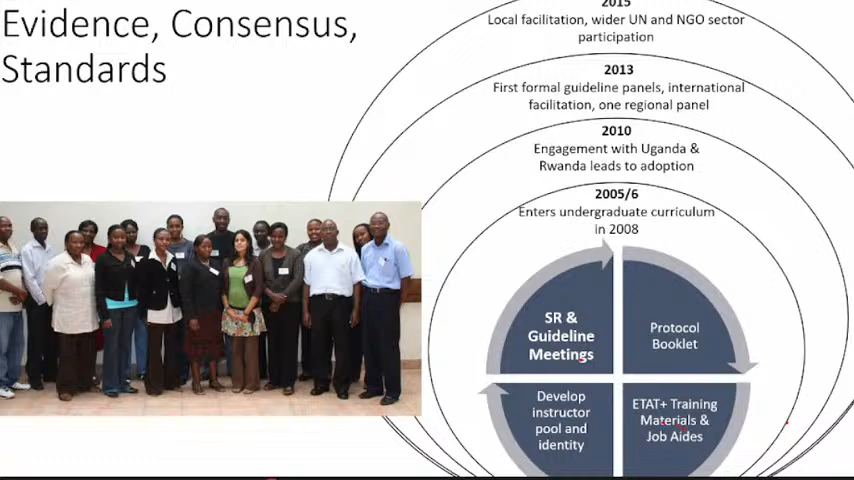 Evidence, Consensus,
Standards
2015
Local facilitation, wider UN and NGO sector
participation
2013
First formal guideline panels, international
facilitation, one regional panel
2010
Engagement with Uganda &
Rwanda leads to adoption
2005/6
Enters undergraduate curriculum
in 2008
SR &
Guideline
Meetings
Protocol
Booklet
Develop
instructor
pool and
identity
ETAT+ Training
Materials &
Job Aides